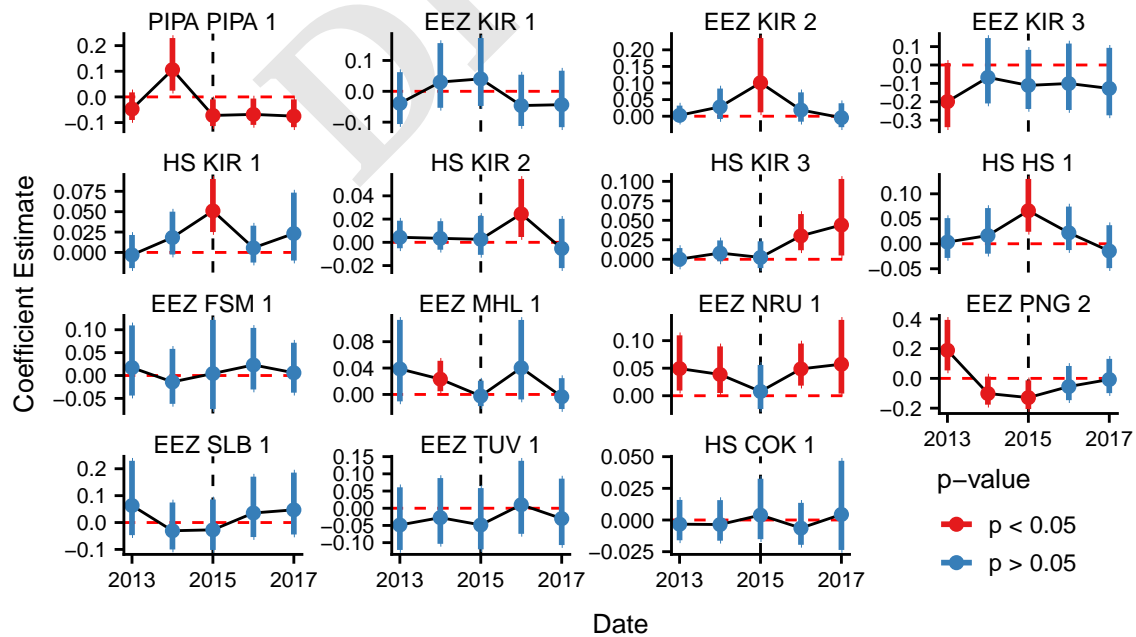 PIPA PIPA 1 EEZ KIR 1 EEZ KIR 2 EEZ KIR 3
0.2 0.1 0.0 −0.1
0.1 0.0 −0.1
0.20 0.15 0.10 0.05 0.00
0.1 0.0 −0.1 −0.2 −0.3
HS KIR 1 HS KIR 2 HS KIR 3 HS HS 1
0.075 0.050 0.025 0.000
0.04 0.02 0.00 −0.02
0.100 0.075 0.050 0.025 0.000
0.10 0.05 0.00 −0.05
EEZ FSM 1 EEZ MHL 1 EEZ NRU 1 EEZ PNG 2
0.10 0.05 0.00 −0.05
0.08 0.04 0.00
0.10 0.05 0.00
0.4 0.2 0.0 −0.2
2013 2015 2017
EEZ SLB 1 EEZ TUV 1 HS COK 1
0.2 0.1 0.0 −0.1
0.15 0.10 0.05 0.00 −0.05 −0.10
0.050 0.025 0.000 −0.025
2013 2015 2017 2013 2015 2017 2013 2015 2017
Coefficient Estimate
Date
p−value
p < 0.05
p > 0.05